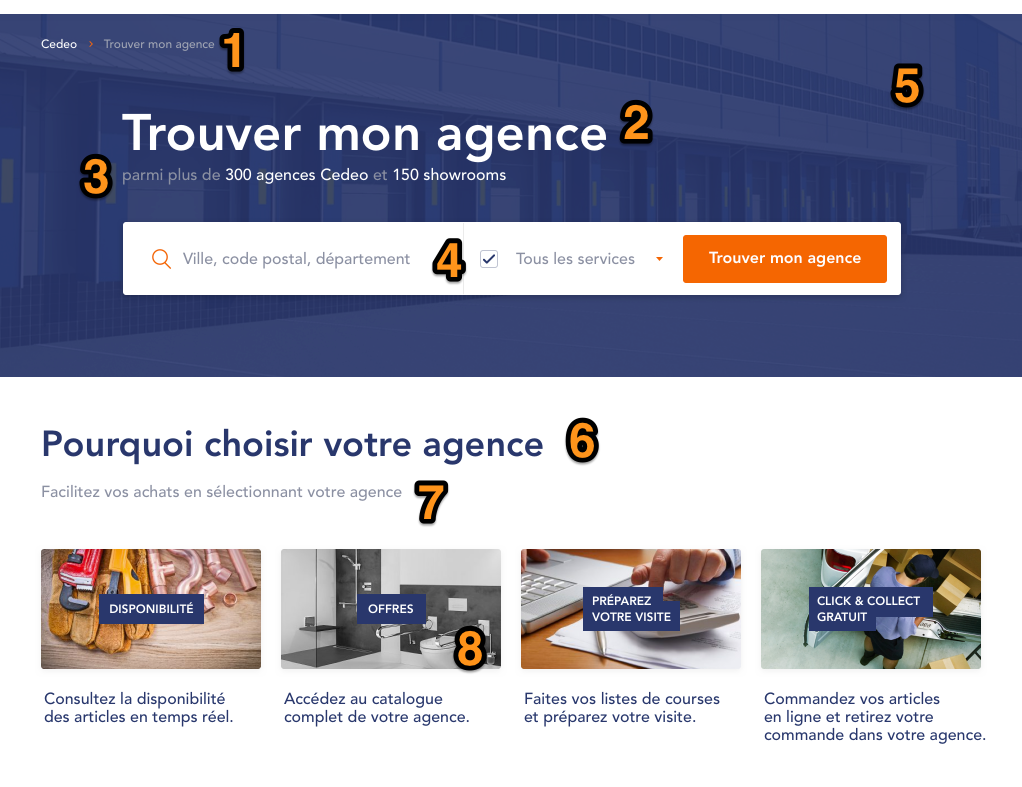 Cedeo > Trouver mon agence 1
5
Trouver mon agence 2
3 parmi plus de 300 agences Cedeo et 150 showrooms
Ville, code postal, département 4 Tous les services Trouver mon agence
Pourquoi choisir votre agence 6
Facilitez vos achats en sélectionnant votre agence 7
DISPONIBILITÉ
Consultez la disponibilité
des articles en temps réel.
OFFRES
8
Accédez au catalogue
complet de votre agence.
PRÉPAREZ
VOTRE VISITE
Faites vos listes de courses
et préparez votre visite.
CLICK & COLLECT
GRATUIT
Commandez vos articles
en ligne et retirez votre
commande dans votre agence.